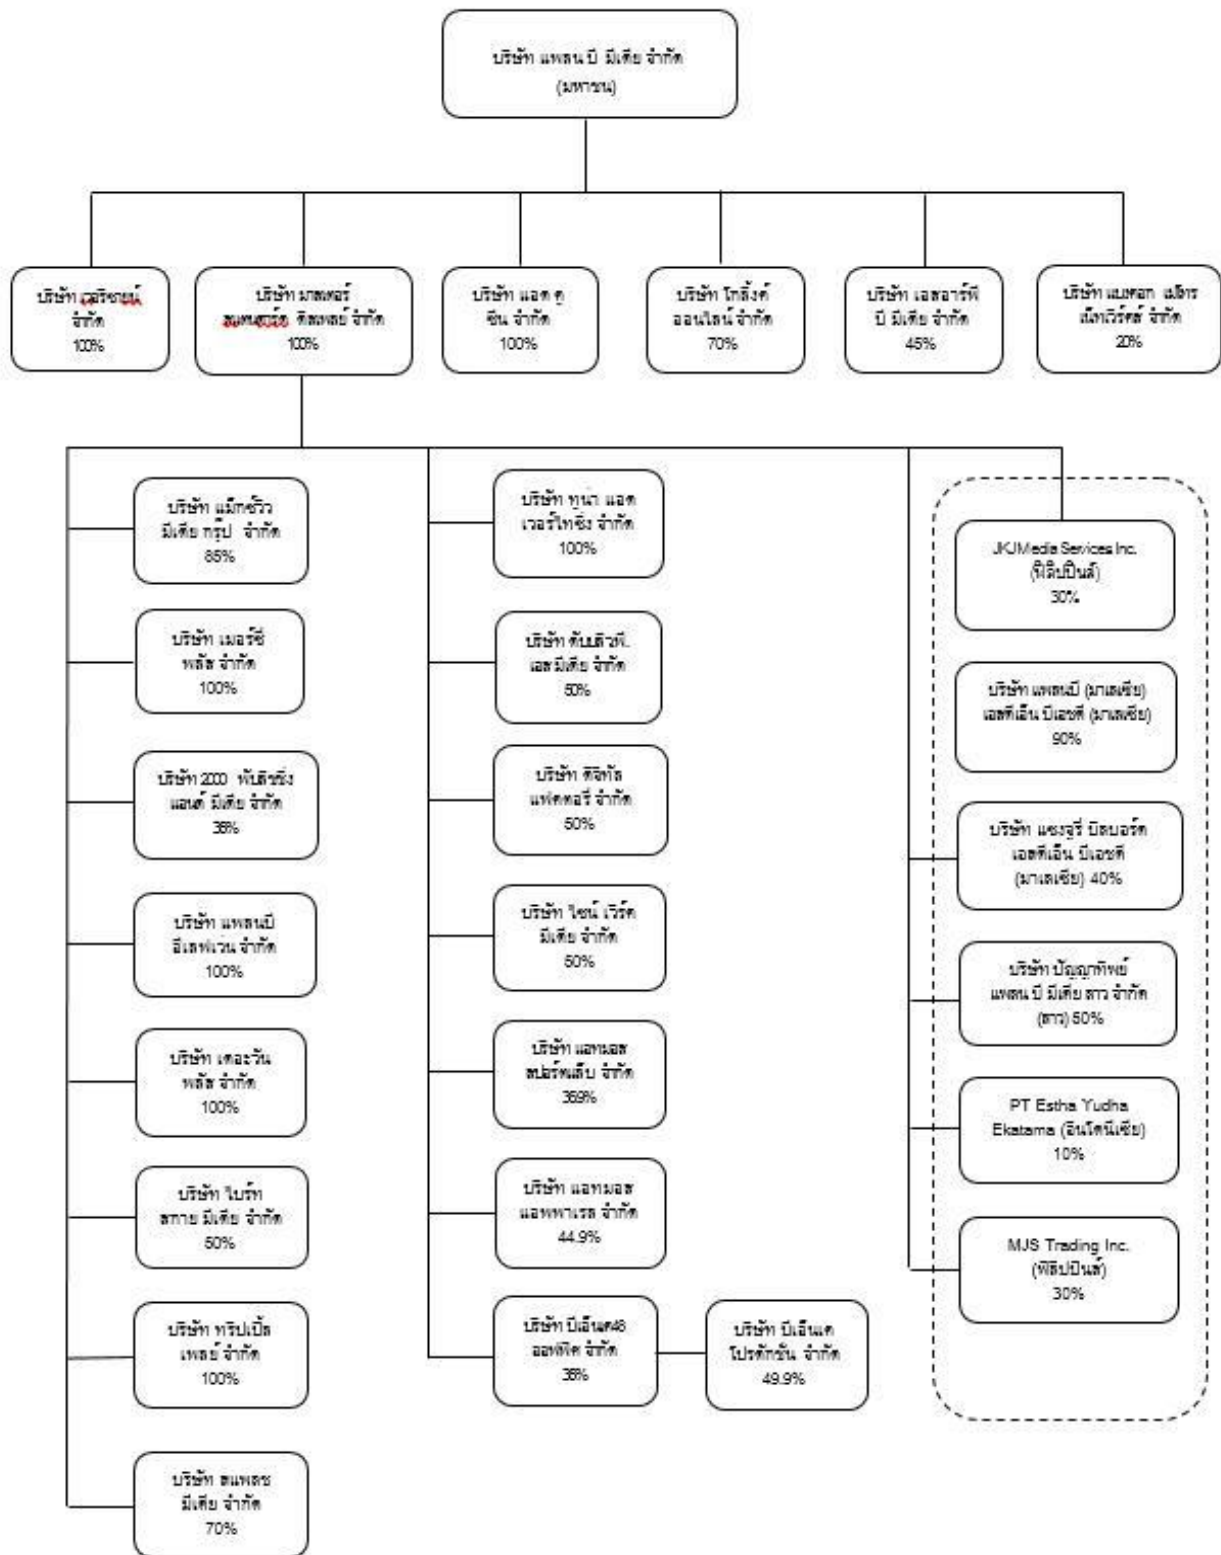 บริษัท แพลน บี มีเดีย จำกัด
(มหาชน)
บริษัท เวอริซายน์
จำกัด
100%
บริษัท มาสเตอร์
สแตนดาร์ด ดิสเพลย์ จำกัด
100%
บริษัท แอด คู
ซีน จำกัด
100%
บริษัท โกลิ้งค์
ออนไลน์ จำกัด
70%
บริษัท เอสอาร์พี
บี มีเดีย จำกัด
45%
บริษัท แบงคอก เมโทร
เน็ทเวิร์คส์ จำกัด
20%
บริษัท แม็กซ์วิว
มีเดีย กรุ๊ป จำกัด
85%
บริษัท เมอร์ซี่
พลัส จำกัด
100%
บริษัท 2000 พับลิชชิ่ง
แอนด์ มีเดีย จำกัด
35%
บริษัท แพลนบี
อีเลฟเว่น จำกัด
100%
บริษัท เดอะวัน
พลัส จำกัด
100%
บริษัท ไบร์ท
สกาย มีเดีย จำกัด
50%
บริษัท ทริปเปิ้ล
เพลย์ จำกัด
100%
บริษัท สแพลช
มีเดีย จำกัด
70%
บริษัท ทูน่า แอด
เวอร์ไทซิ่ง จำกัด
100%
บริษัท ดับบลิวพี.
เอส มีเดีย จำกัด
50%
บริษัท ดิจิทัล
แฟคตอรี่ จำกัด
50%
บริษัท ไซน์ เวิร์ค
มีเดีย จำกัด
50%
บริษัท แอทมอส
สปอร์ตเล็บ จำกัด
36.9%
บริษัท แอทมอส
แอพพาเรล จำกัด
44.9%
บริษัท บีเอ็นเค48
ออฟฟิศ จำกัด
35%
บริษัท บีเอ็นเค
โปรดักชั่น จำกัด
49.9%
JKJ Media Services Inc.
(ฟิลิปปินส์)
30%
บริษัท แพลนบี (มาเลเซีย)
เอสดีเอ็น บีเอชดี (มาเลเซีย)
90%
บริษัท แซงจูรี่ บิลบอร์ด
เอสดีเอ็น บีเอชดี
(มาเลเซีย) 40%
บริษัท ปัญญาทิพย์
แพลน บี มีเดีย ลาว จำกัด
(ลาว) 50%
PT Estha Yudha
Ekatama (อินโดนีเซีย)
10%
MJS Trading Inc.
(ฟิลิปปินส์)
30%